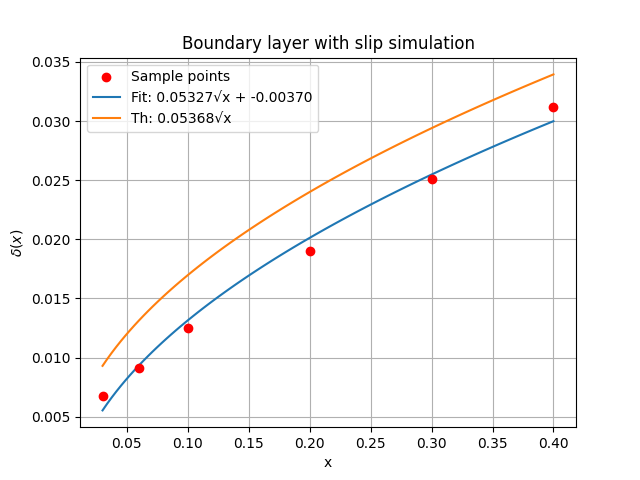 Boundary layer with slip simulation
Sample points
Fit: 0.05327√x + -0.00370
Th: 0.05368√x
0.035
0.030
0.025
0.020
0.015
0.010
0.005
δ(x)
0.05 0.10 0.15 0.20 0.25 0.30 0.35 0.40
x